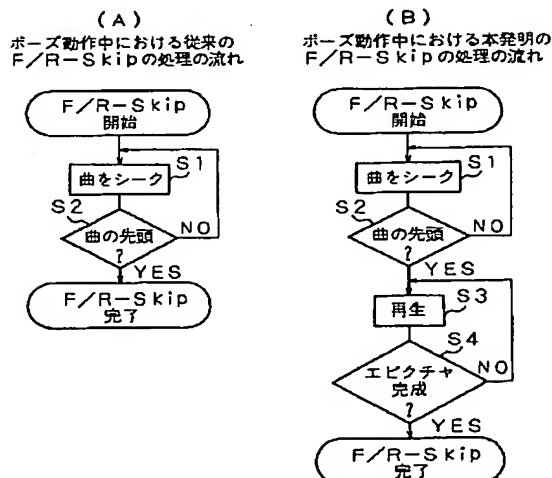 (A)
ポーズ動作中における従来の
F/R-Skipの処理の流れ
F/R-Skip
開始
曲をシーク
S1
S2
曲の先頭
?
NO
YES
F/R-Skip
完了
(B)
ポーズ動作中における本発明の
F/R-Skipの処理の流れ
F/R-Skip
開始
曲をシーク
S1
S2
曲の先頭
?
NO
YES
再生
S3
S4
エピクチャ
完成
?
NO
YES
F/R-Skip
完了